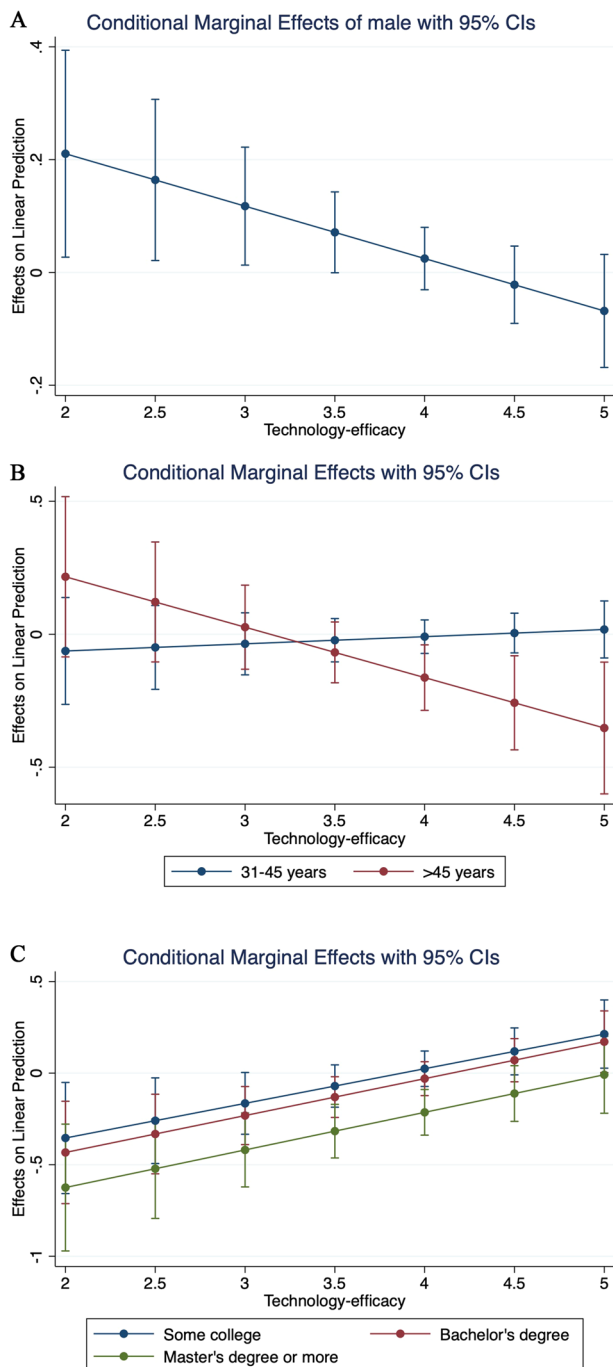 A
Conditional Marginal Effects of male with 95% CIs
Effects on Linear Prediction
.4
.2
0
-.2
2 2.5 3 3.5 4 4.5 5
Technology-efficacy
B
Conditional Marginal Effects with 95% CIs
Effects on Linear Prediction
.5
0
-.5
2 2.5 3 3.5 4 4.5 5
Technology-efficacy
31-45 years >45 years
C
Conditional Marginal Effects with 95% CIs
Effects on Linear Prediction
.5
0
-.5
-1
2 2.5 3 3.5 4 4.5 5
Technology-efficacy
Some college Bachelor's degree
Master's degree or more